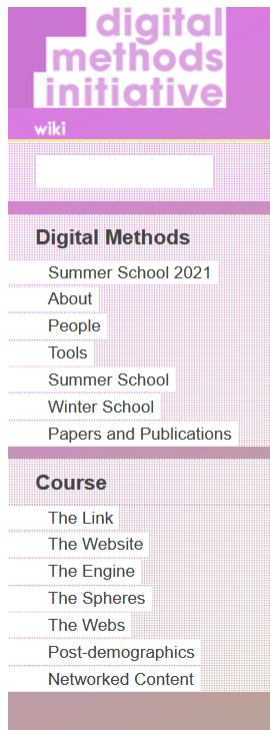 digital
methods
initiative
wiki
Digital Methods
Summer School 2021
About
People
Tools
Summer School
Winter School
Papers and Publications
Course
The Link
The Website
The Engine
The Spheres
The Webs
Post-demographics
Networked Content